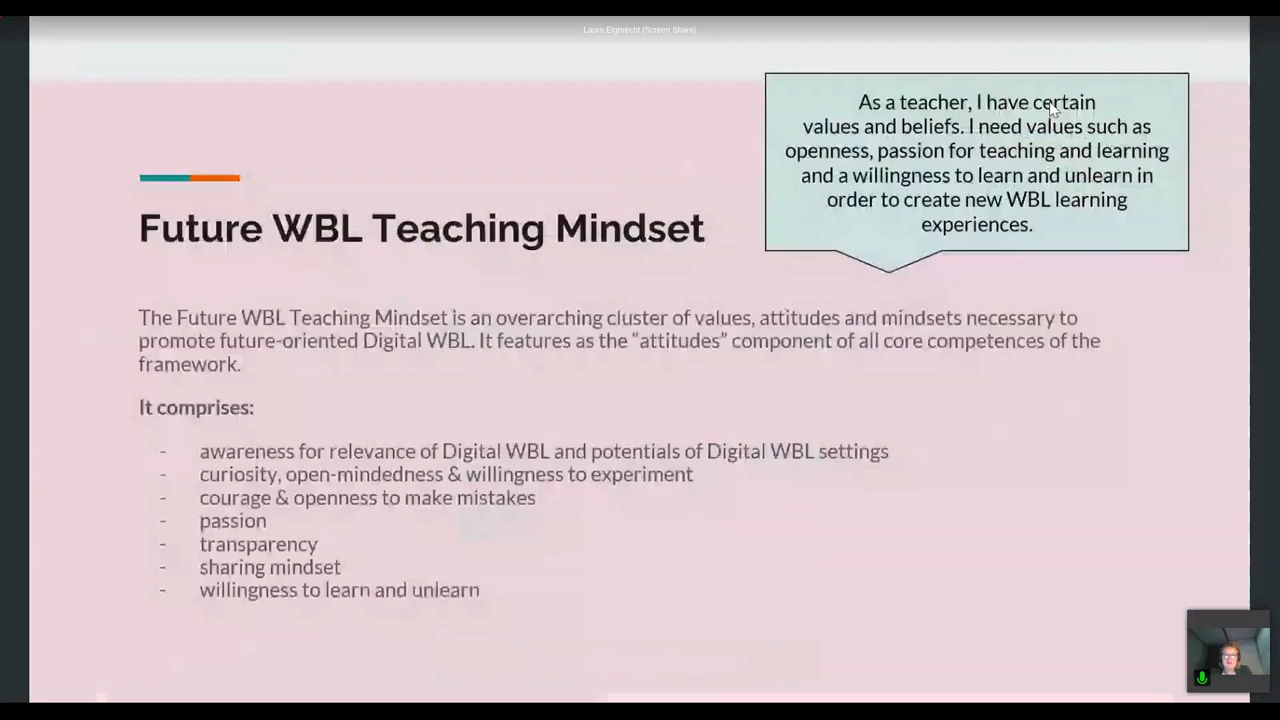 Laura Eighrecht (Screen Share)
As a teacher, I have certain
values and beliefs. I need values such as
openness, passion for teaching and learning
and a willingness to learn and unlearn in
order to create new WBL learning
experiences.
Future WBL Teaching Mindset
The Future WBL Teaching Mindset is an overarching cluster of values, attitudes and mindsets necessary to
promote future-oriented Digital WBL. It features as the “attitudes” component of all core competences of the
framework.
It comprises:
- awareness for relevance of Digital WBL and potentials of Digital WBL settings
- curiosity, open-mindedness & willingness to experiment
- courage & openness to make mistakes
- passion
- transparency
- sharing mindset
- willingness to learn and unlearn